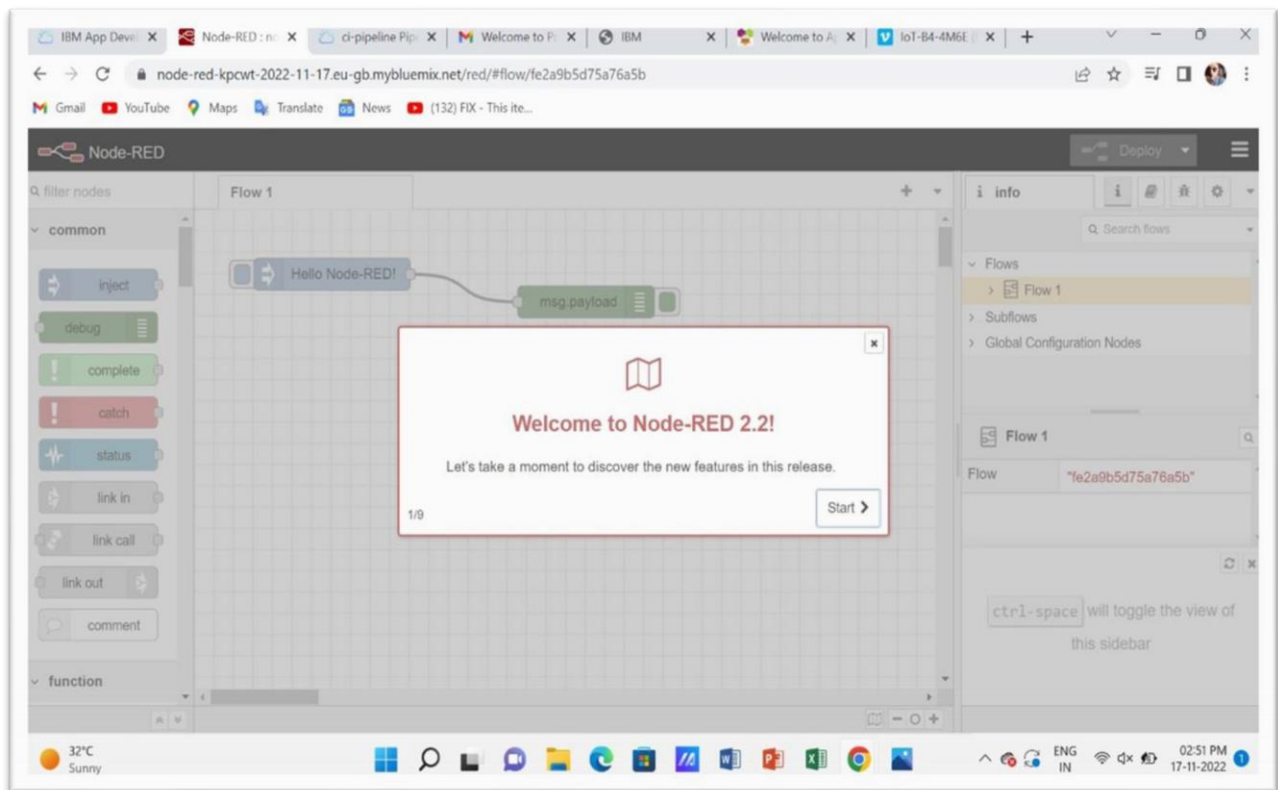 IBM App Devel
Node-RED : no
ci-pipeline Pip
Welcome to Pr
IBM
Welcome to Ap
IoT-B4-4M6E (
node-red-kpcwt-2022-11-17.eu-gb.mybluemix.net/red/#flow/fe2a9b5d75a76a5b
Gmail YouTube Maps Translate News (132) FIX - This ite...
Node-RED
Deploy
filter nodes
Flow 1
i info
common
Search flows
inject
Hello Node-RED!
Flows
Flow 1
debug
msg.payload
Subflows
Global Configuration Nodes
complete
catch
Welcome to Node-RED 2.2!
Flow 1
status
Let's take a moment to discover the new features in this release.
Flow "fe2a9b5d75a76a5b"
link in
1/9
Start
link call
link out
ctrl-space will toggle the view of
this sidebar
comment
function
32°C
Sunny
ENG
IN
02:51 PM
17-11-2022
1